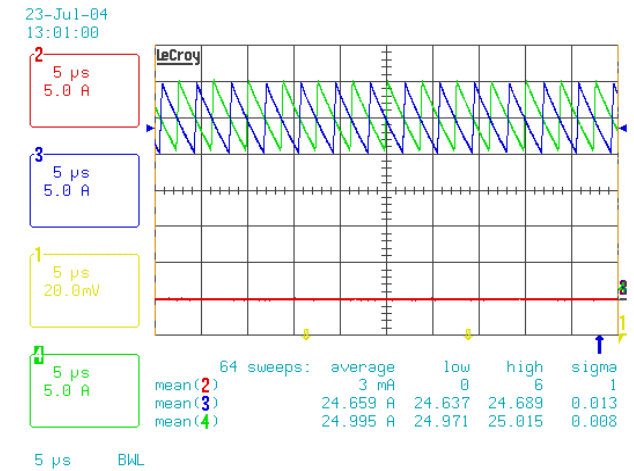 23-Jul-04
13:01:00
LeCroy
2
5 µs
5.0 A
3
5 µs
5.0 A
1
5 µs
20.0mV
4
5 µs
5.0 A
1
64 sweeps: average low high sigma
mean(2) 3 mA 0 6 1
mean(3) 24.659 A 24.637 24.689 0.013
mean(4) 24.995 A 24.971 25.015 0.008
5 µs BWL